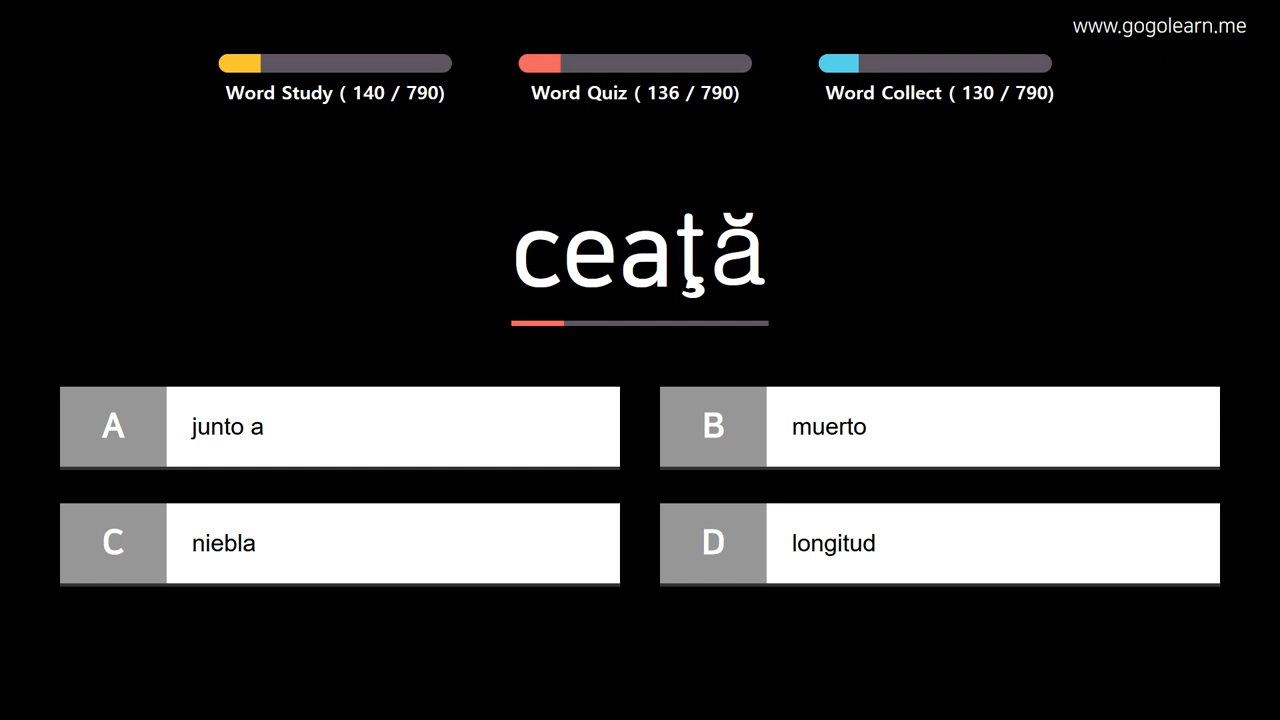 www.gogolearn.me
Word Study ( 140 / 790)
Word Quiz ( 136 / 790)
Word Collect ( 130 / 790)
ceaţă
A junto a
B muerto
C niebla
D longitud